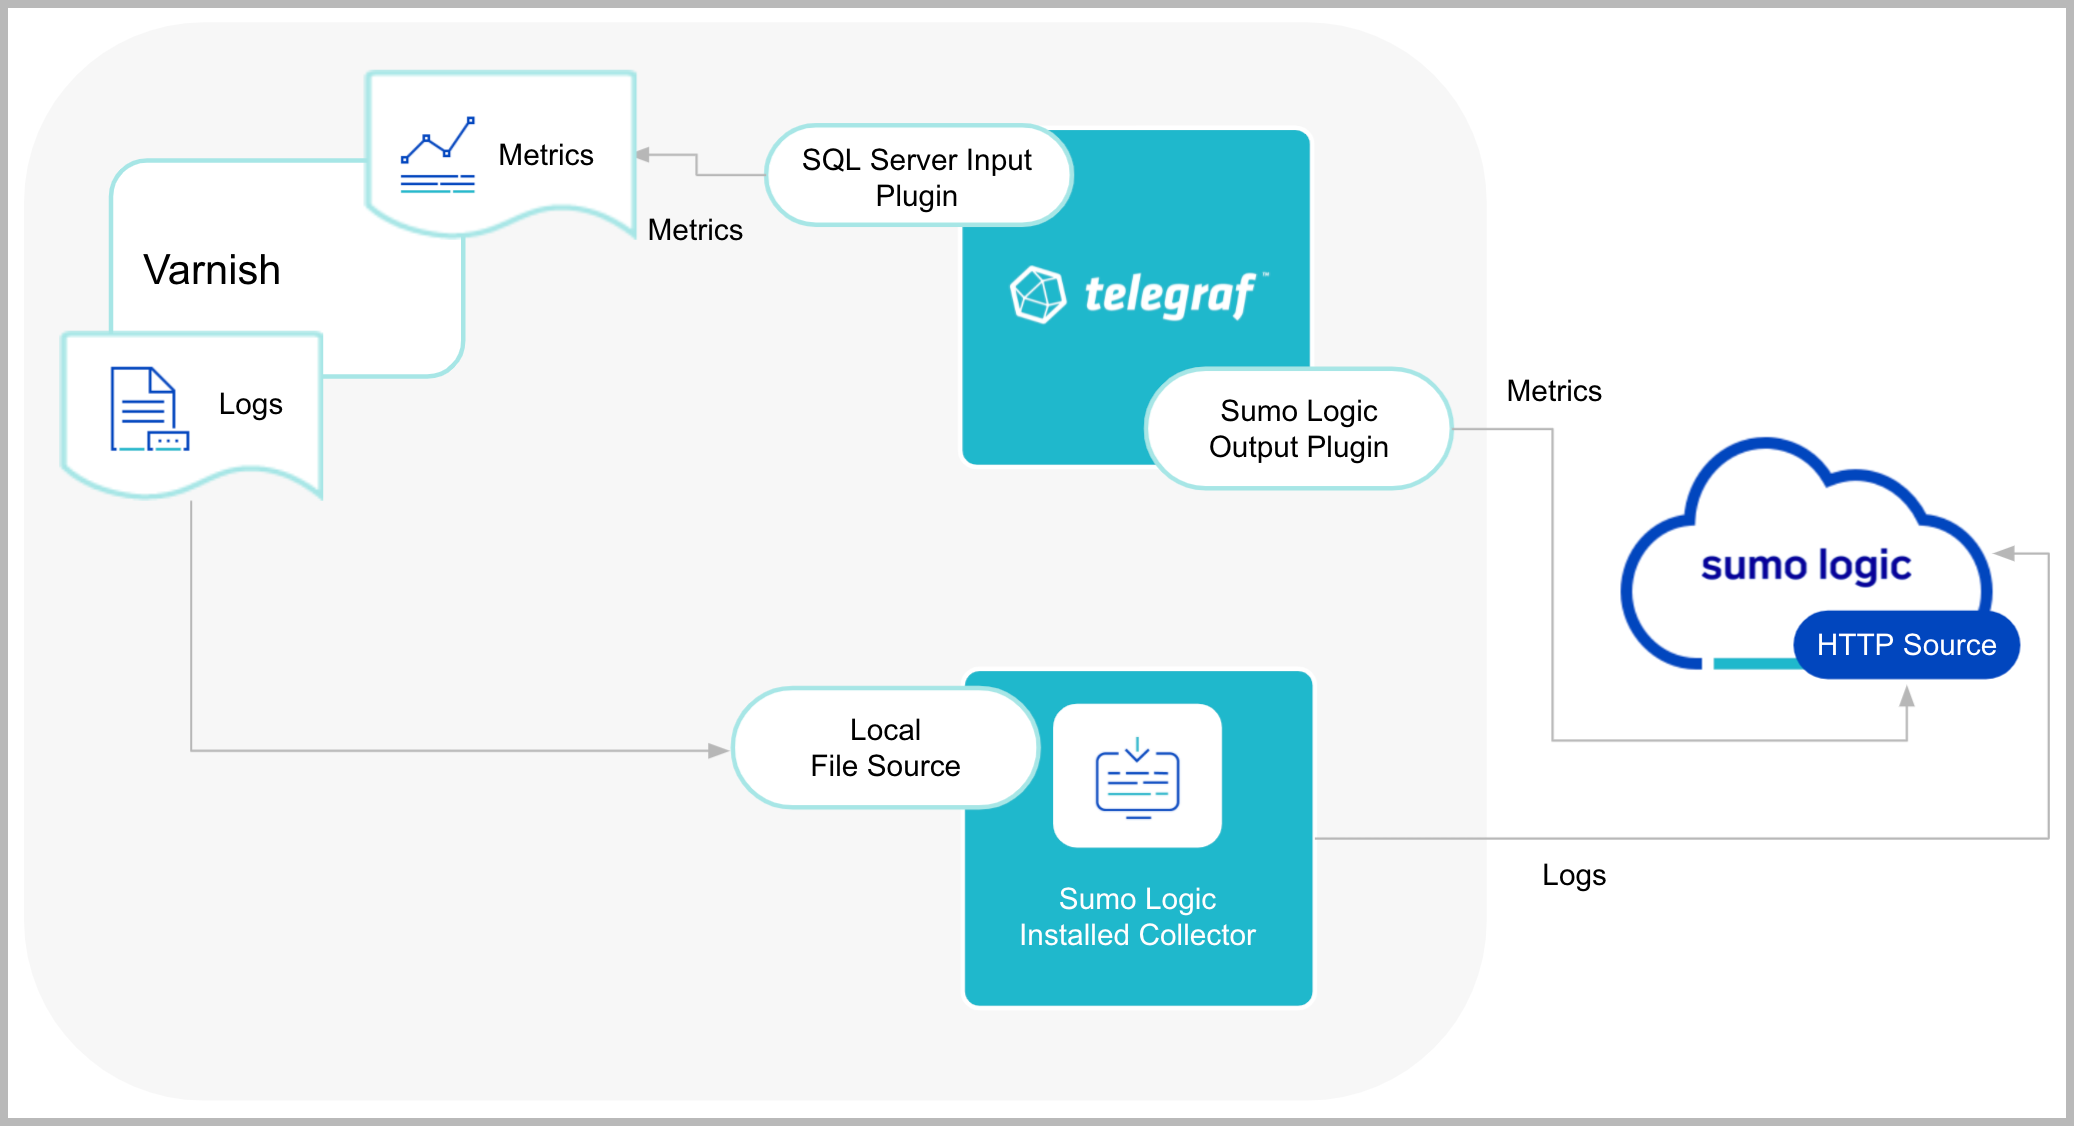 Metrics
SQL Server Input
Plugin
Metrics
Varnish
telegraf™
Logs
Sumo Logic
Output Plugin
Metrics
sumo logic
HTTP Source
Local
File Source
Sumo Logic
Installed Collector
Logs